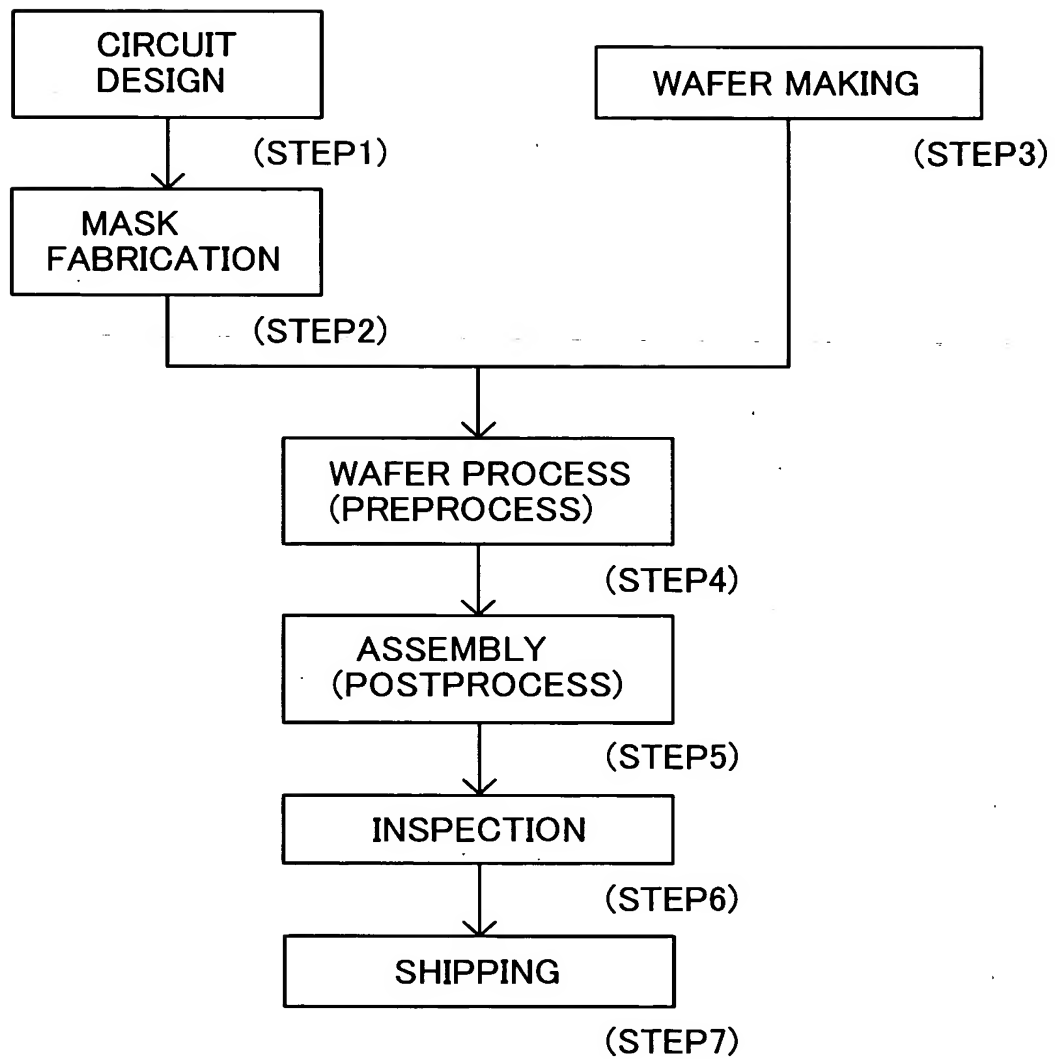 CIRCUIT
DESIGN
(STEP1)
WAFER MAKING
(STEP3)
MASK
FABRICATION
(STEP2)
WAFER PROCESS
(PREPROCESS)
(STEP4)
ASSEMBLY
(POSTPROCESS)
(STEP5)
INSPECTION
(STEP6)
SHIPPING
(STEP7)